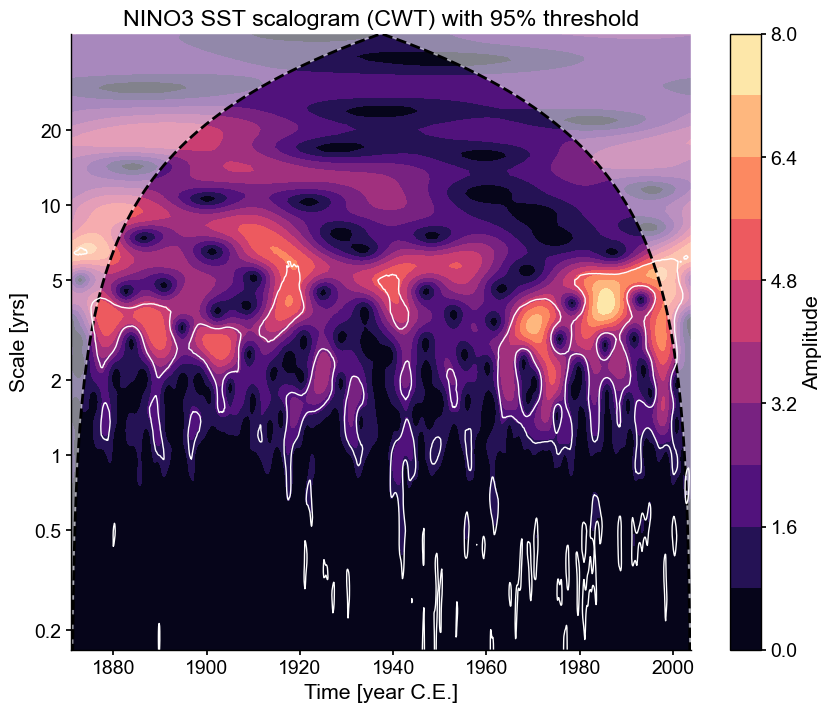 NINO3 SST scalogram (CWT) with 95% threshold
Scale [yrs]
20
10
5
2
1
0.5
0.2
1880 1900 1920 1940 1960 1980 2000
Time [year C.E.]
8.0
6.4
4.8
3.2
1.6
0.0
Amplitude